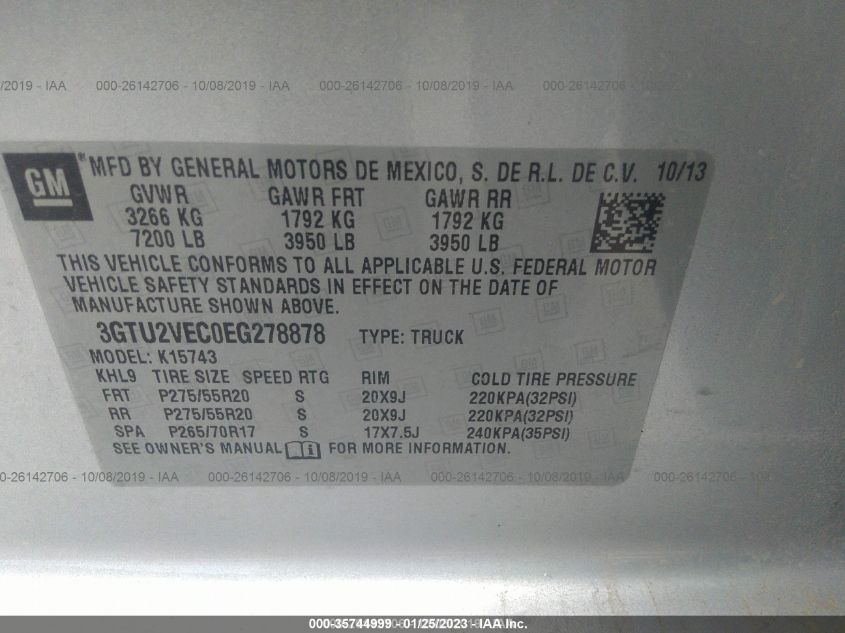 /2019 - IAA 000-26142706 - 10/08/2019 - IAA 000-26142706 - 10/08/2019 - IAA 000-26142706 - 10/08/2
GM
® MFD BY GENERAL MOTORS DE MEXICO, S. DE R.L. DE C.V. 10/13
GVWR GAWR FRT GAWR RR
3266 KG 1792 KG 1792 KG
7200 LB 3950 LB 3950 LB
THIS VEHICLE CONFORMS TO ALL APPLICABLE U.S. FEDERAL MOTOR
VEHICLE SAFETY STANDARDS IN EFFECT ON THE DATE OF
MANUFACTURE SHOWN ABOVE.
3GTU2VEC0EG278878 TYPE: TRUCK
MODEL: K15743
KHL9 TIRE SIZE SPEED RTG RIM COLD TIRE PRESSURE
FRT P275/55R20 S 20X9J 220KPA(32PSI)
RR P275/55R20 S 20X9J 220KPA(32PSI)
SPA P265/70R17 S 17X7.5J 240KPA(35PSI)
SEE OWNER'S MANUAL FOR MORE INFORMATION.
000-26142706 - 10/08/2019 - IAA 000-26142706 - 10/08/2019 - IAA 000-26142706 - 10/08/2019 - IAA 000-26142706
000-35744999 - 01/25/2023 - IAA Inc.